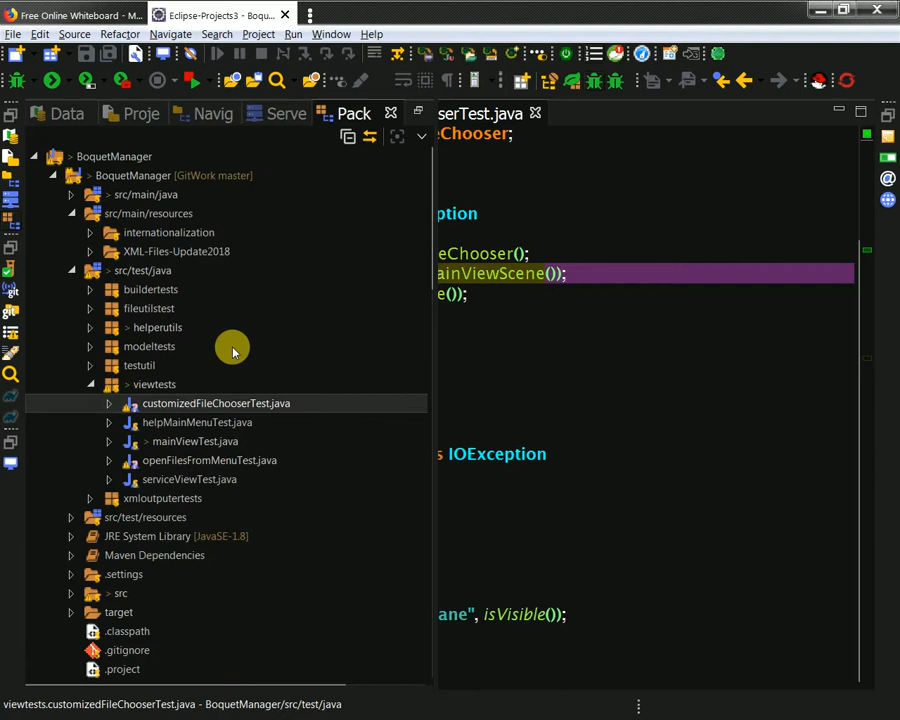 Free Online Whiteboard - M...
Eclipse-Projects3 - Boque...
File Edit Source Refactor Navigate Search Project Run Window Help
Data Proje Navig Serve Pack
serTest.java
> BoquetManager
> BoquetManager [GitWork master]
> src/main/java
src/main/resources
internationalization
XML-Files-Update2018
> src/test/java
buildertests
fileutilstest
> helperutils
modeltests
testutil
> viewtests
customizedFileChooserTest.java
helpMainMenuTest.java
> mainViewTest.java
openFilesFromMenuTest.java
serviceViewTest.java
xmloutputertests
src/test/resources
JRE System Library [JavaSE-1.8]
Maven Dependencies
.settings
> src
target
.classpath
.gitignore
.project
eChooser;
ption
eChooser();
ainViewScene());
e());
s IOException
ane", isVisible());
viewtests.customizedFileChooserTest.java - BoquetManager/src/test/java